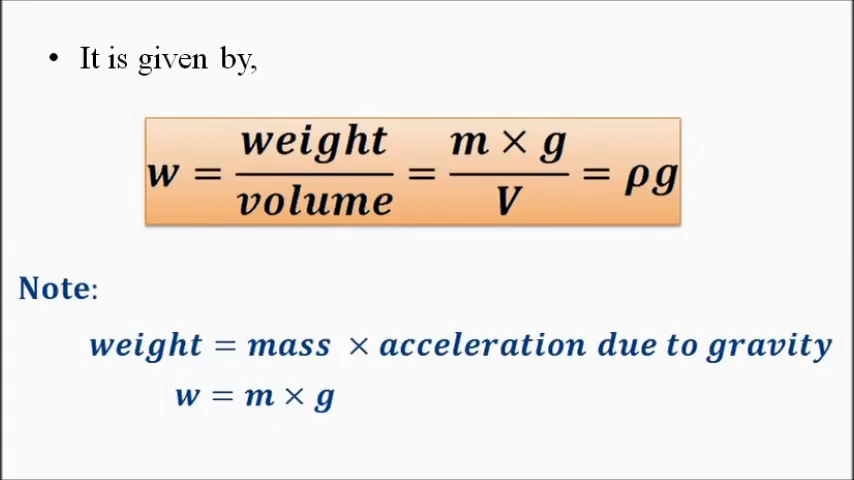 • It is given by,
w = weight/volume = m × g/V = ρg
Note:
weight = mass × acceleration due to gravity
w = m × g